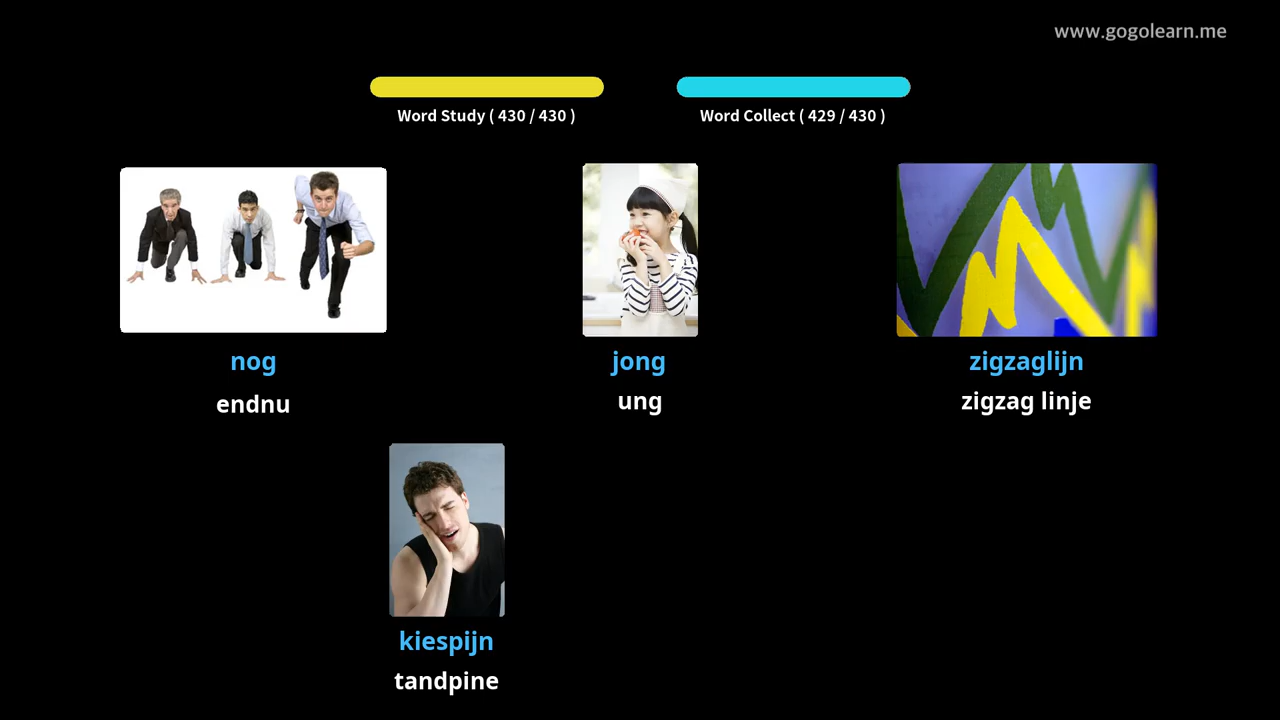 www.gogolearn.me
Word Study ( 430 / 430 )
Word Collect ( 429 / 430 )
nog
endnu
jong
ung
zigzaglijn
zigzag linje
kiespijn
tandpine